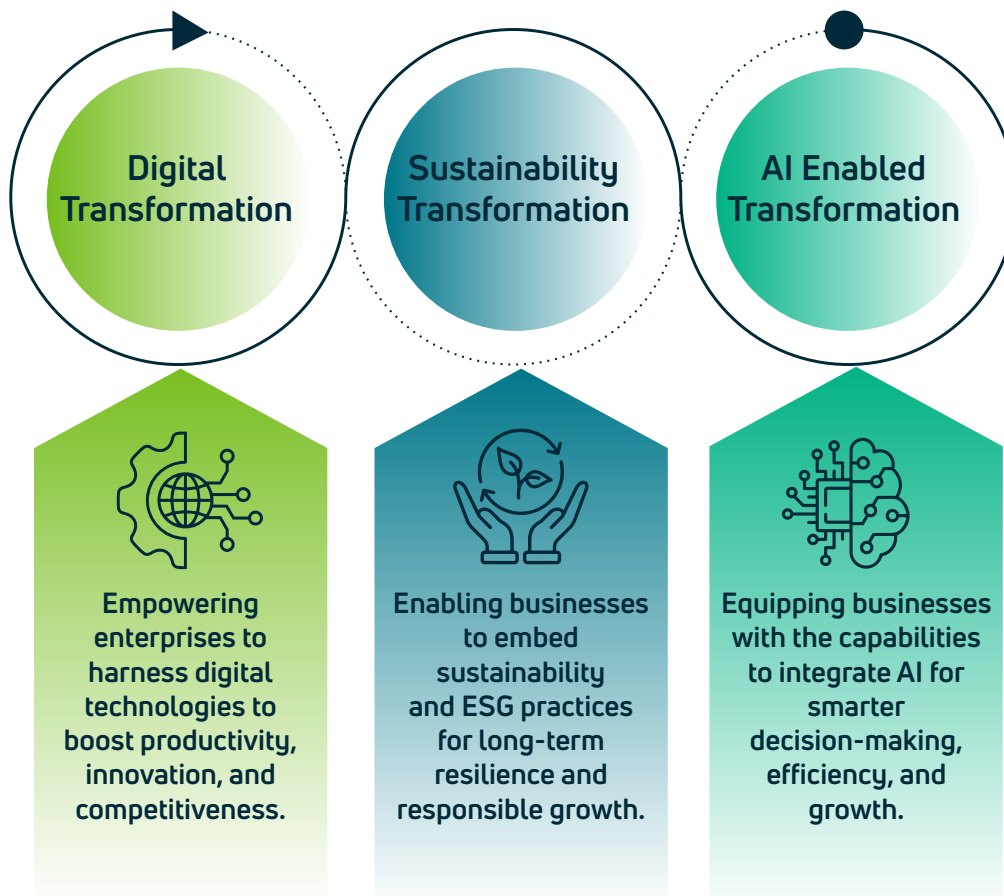 Digital
Transformation
Sustainability
Transformation
AI Enabled
Transformation
Empowering
enterprises to
harness digital
technologies to
boost productivity,
innovation, and
competitiveness.
Enabling businesses
to embed
sustainability
and ESG practices
for long-term
resilience and
responsible growth.
Equipping businesses
with the capabilities
to integrate AI for
smarter
decision-making,
efficiency, and
growth.